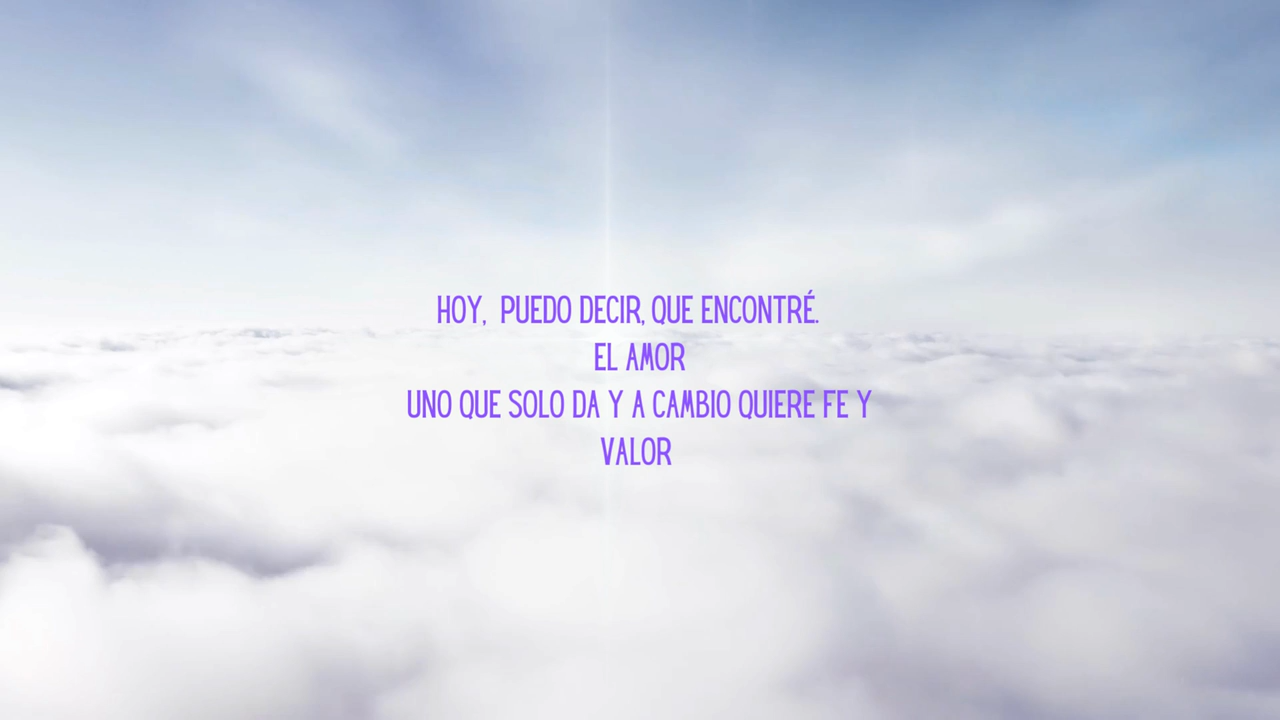 HOY, PUEDO DECIR, QUE ENCONTRÉ.
EL AMOR
UNO QUE SOLO DA Y A CAMBIO QUIERE FE Y
VALOR